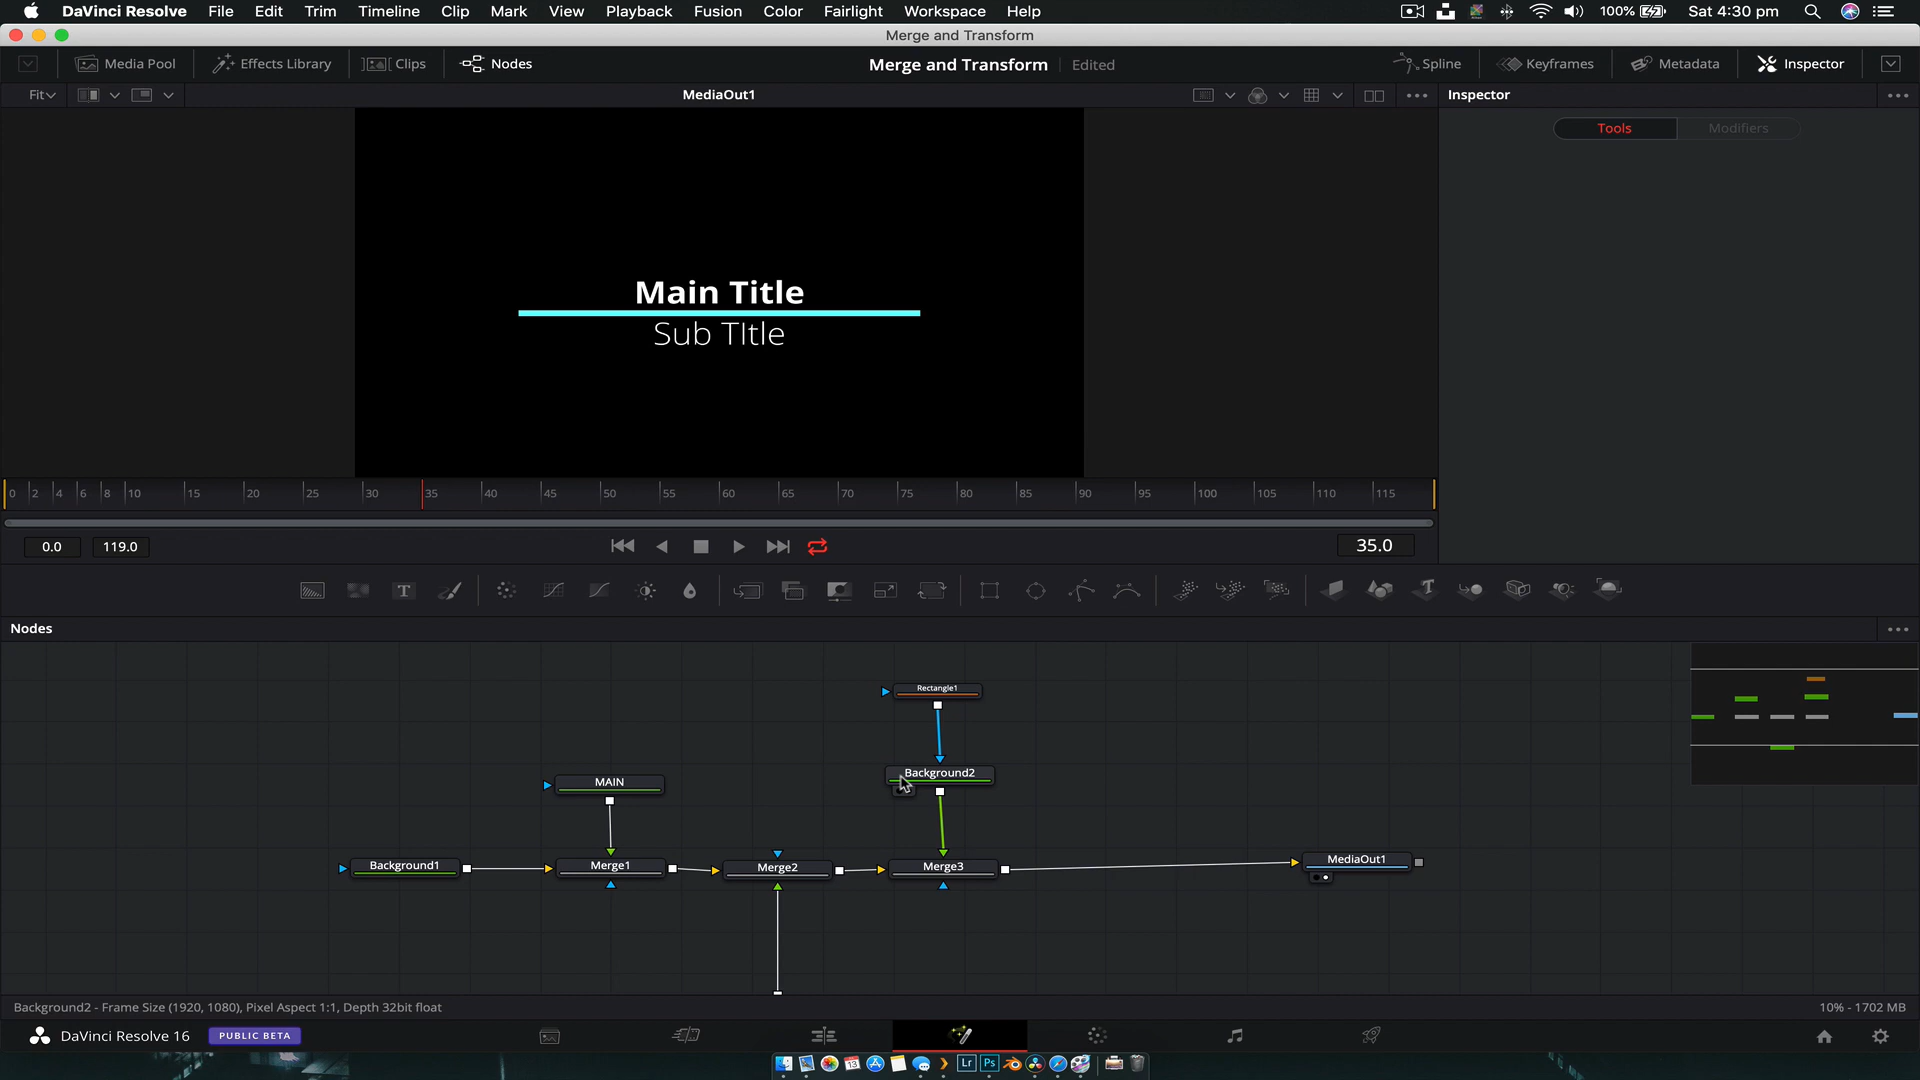 DaVinci Resolve File Edit Trim Timeline Clip Mark View Playback Fusion Color Fairlight Workspace Help 100% Sat 4:30 pm
Merge and Transform
Media Pool Effects Library Clips Nodes Merge and Transform Edited Spline Keyframes Metadata Inspector
Fit MediaOut1 Inspector
Tools Modifiers
Main Title
Sub TItle
0 2 4 6 8 10 15 20 25 30 35 40 45 50 55 60 65 70 75 80 85 90 95 100 105 110 115
0.0 119.0 35.0
Nodes
Rectangle1
Background2
MAIN
Background1 Merge1 Merge2 Merge3 MediaOut1
Background2 - Frame Size (1920, 1080), Pixel Aspect 1:1, Depth 32bit float 10% - 1702 MB
DaVinci Resolve 16 PUBLIC BETA
13 Lr Ps